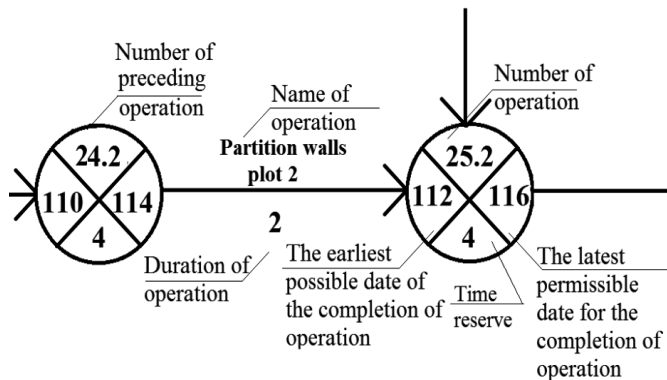 Number of
preceding
operation
Name of
operation
Number of
operation
Partition walls
plot 2
24.2
110
114
4
2
25.2
112
116
4
Duration of
operation
The earliest
possible date of
the completion of
operation
Time
reserve
The latest
permissible
date for the
completion of
operation